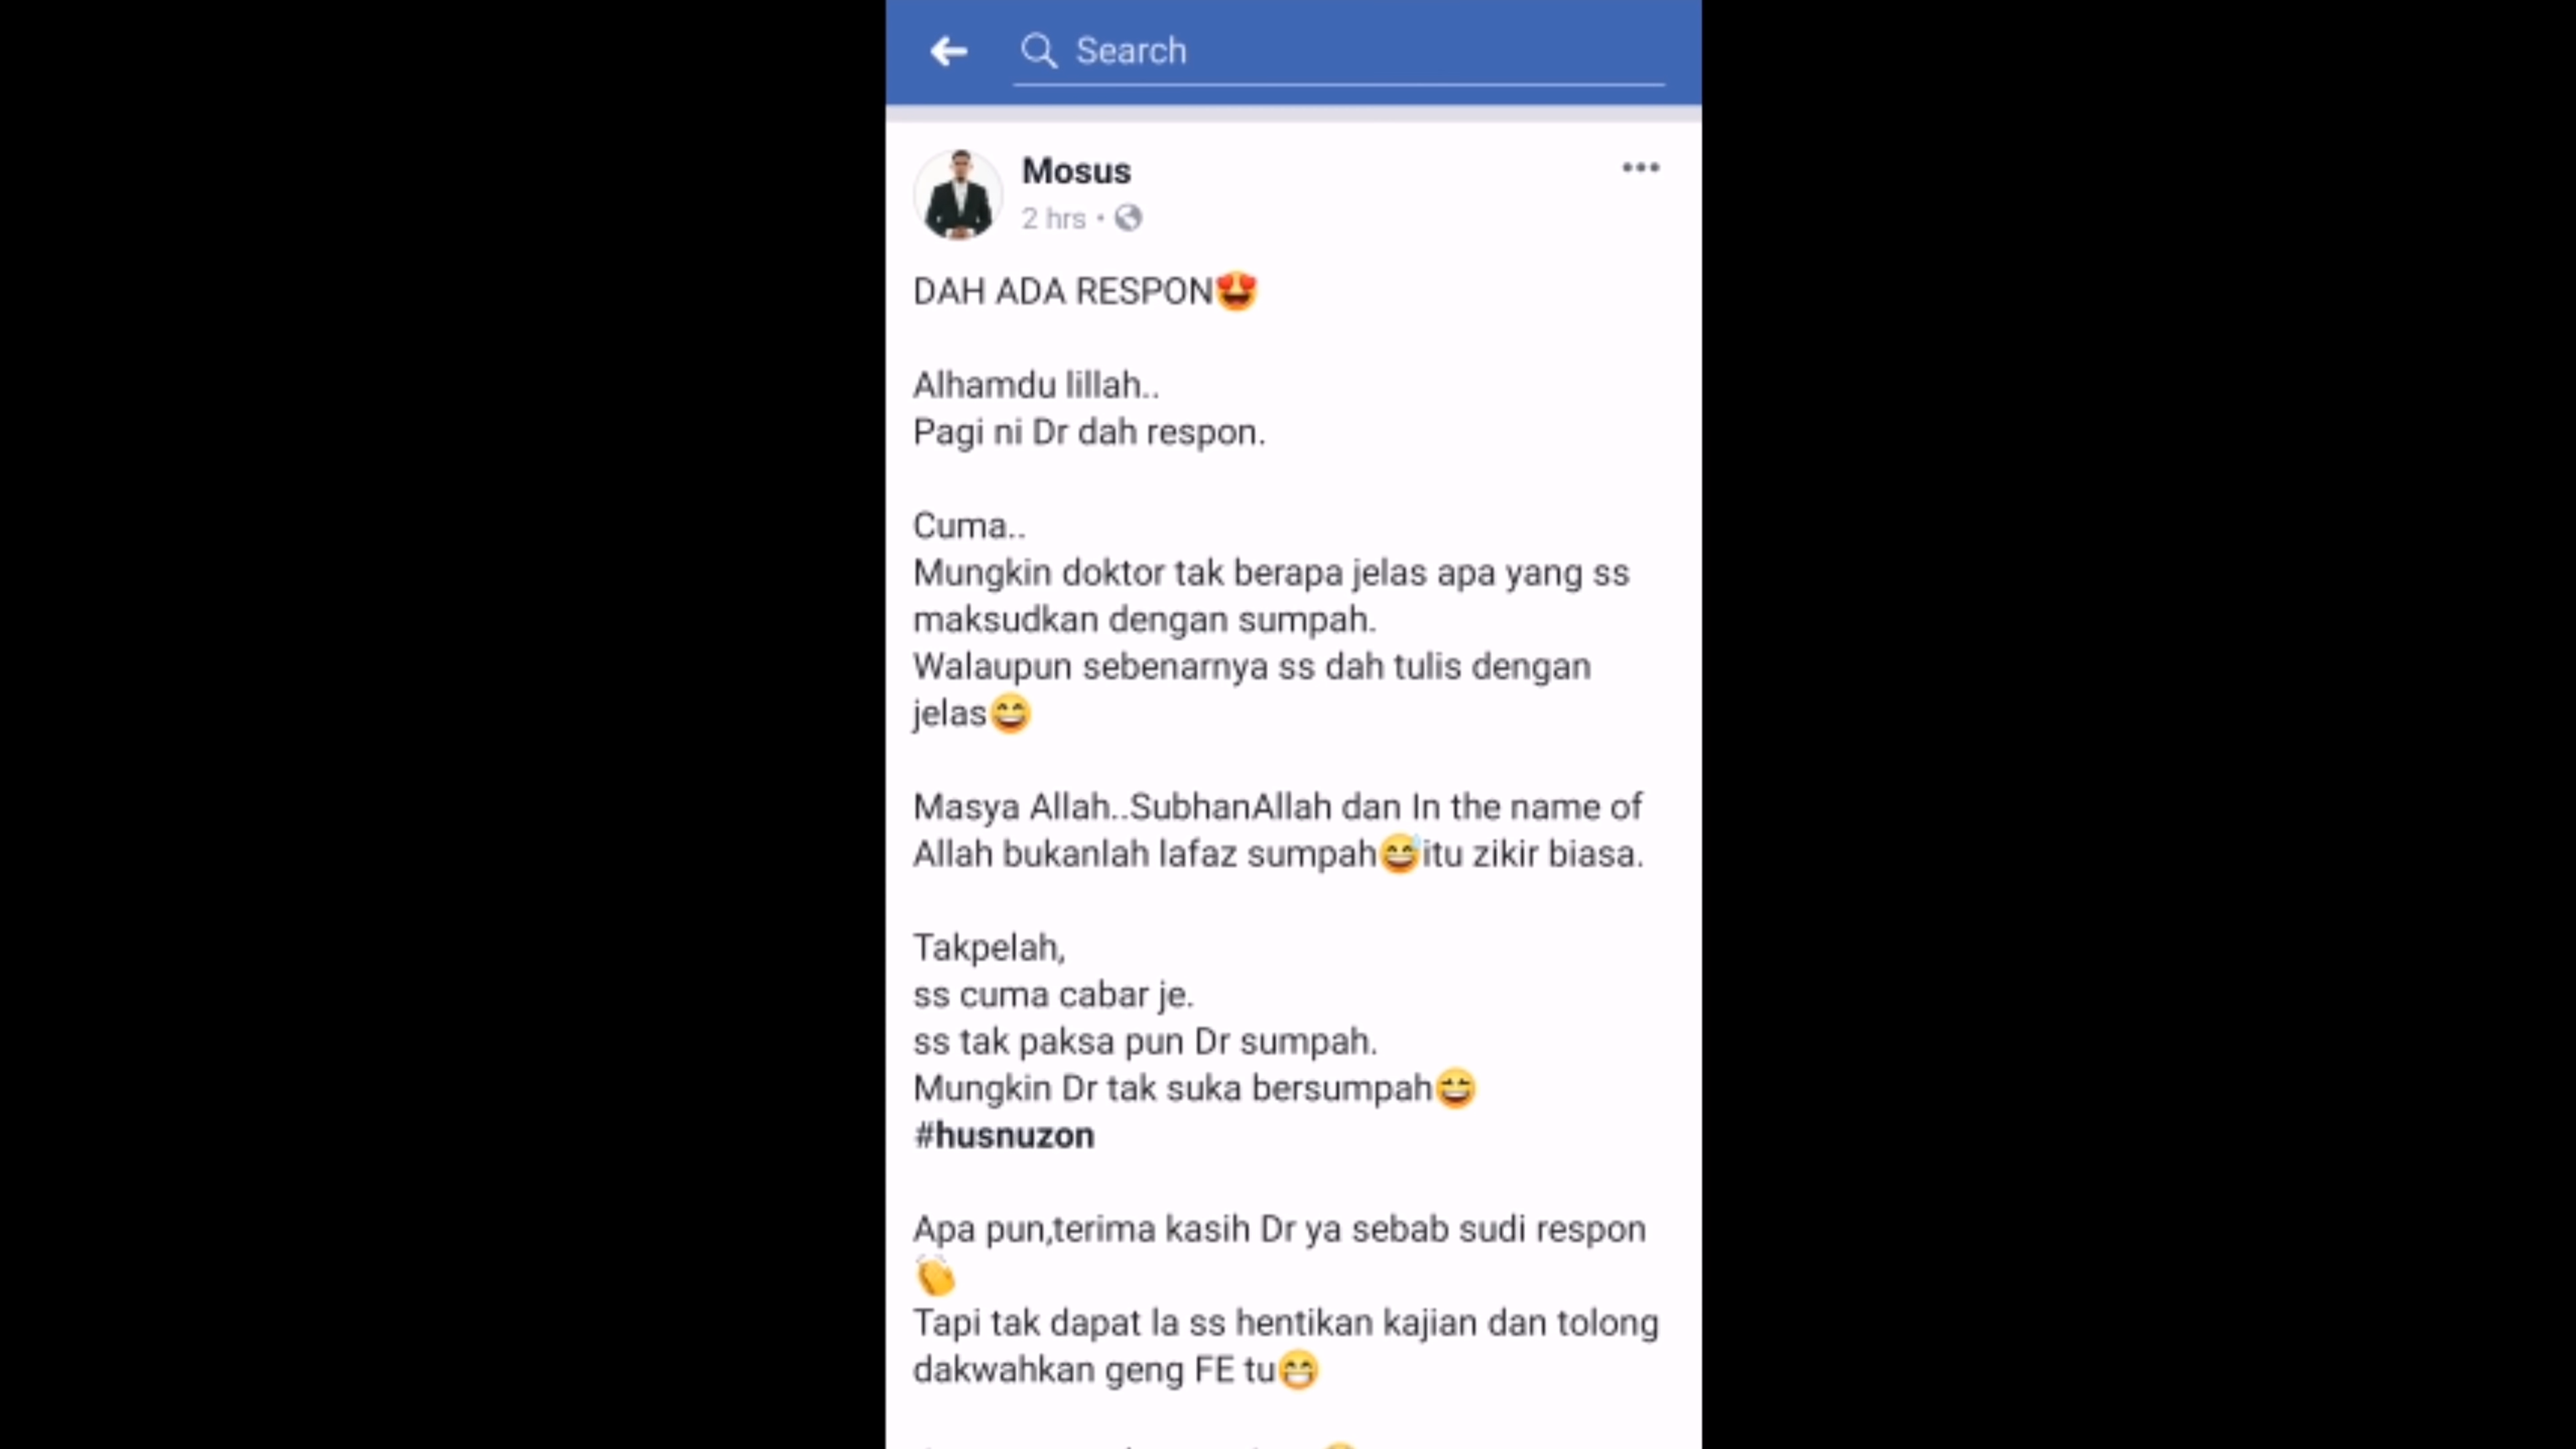 Search
Mosus
2 hrs •
DAH ADA RESPON😍
Alhamdu lillah..
Pagi ni Dr dah respon.
Cuma..
Mungkin doktor tak berapa jelas apa yang ss
maksudkan dengan sumpah.
Walaupun sebenarnya ss dah tulis dengan
jelas😄
Masya Allah..SubhanAllah dan In the name of
Allah bukanlah lafaz sumpah😅itu zikir biasa.
Takpelah,
ss cuma cabar je.
ss tak paksa pun Dr sumpah.
Mungkin Dr tak suka bersumpah😁
#husnuzon
Apa pun,terima kasih Dr ya sebab sudi respon
👏
Tapi tak dapat la ss hentikan kajian dan tolong
dakwahkan geng FE tu😁